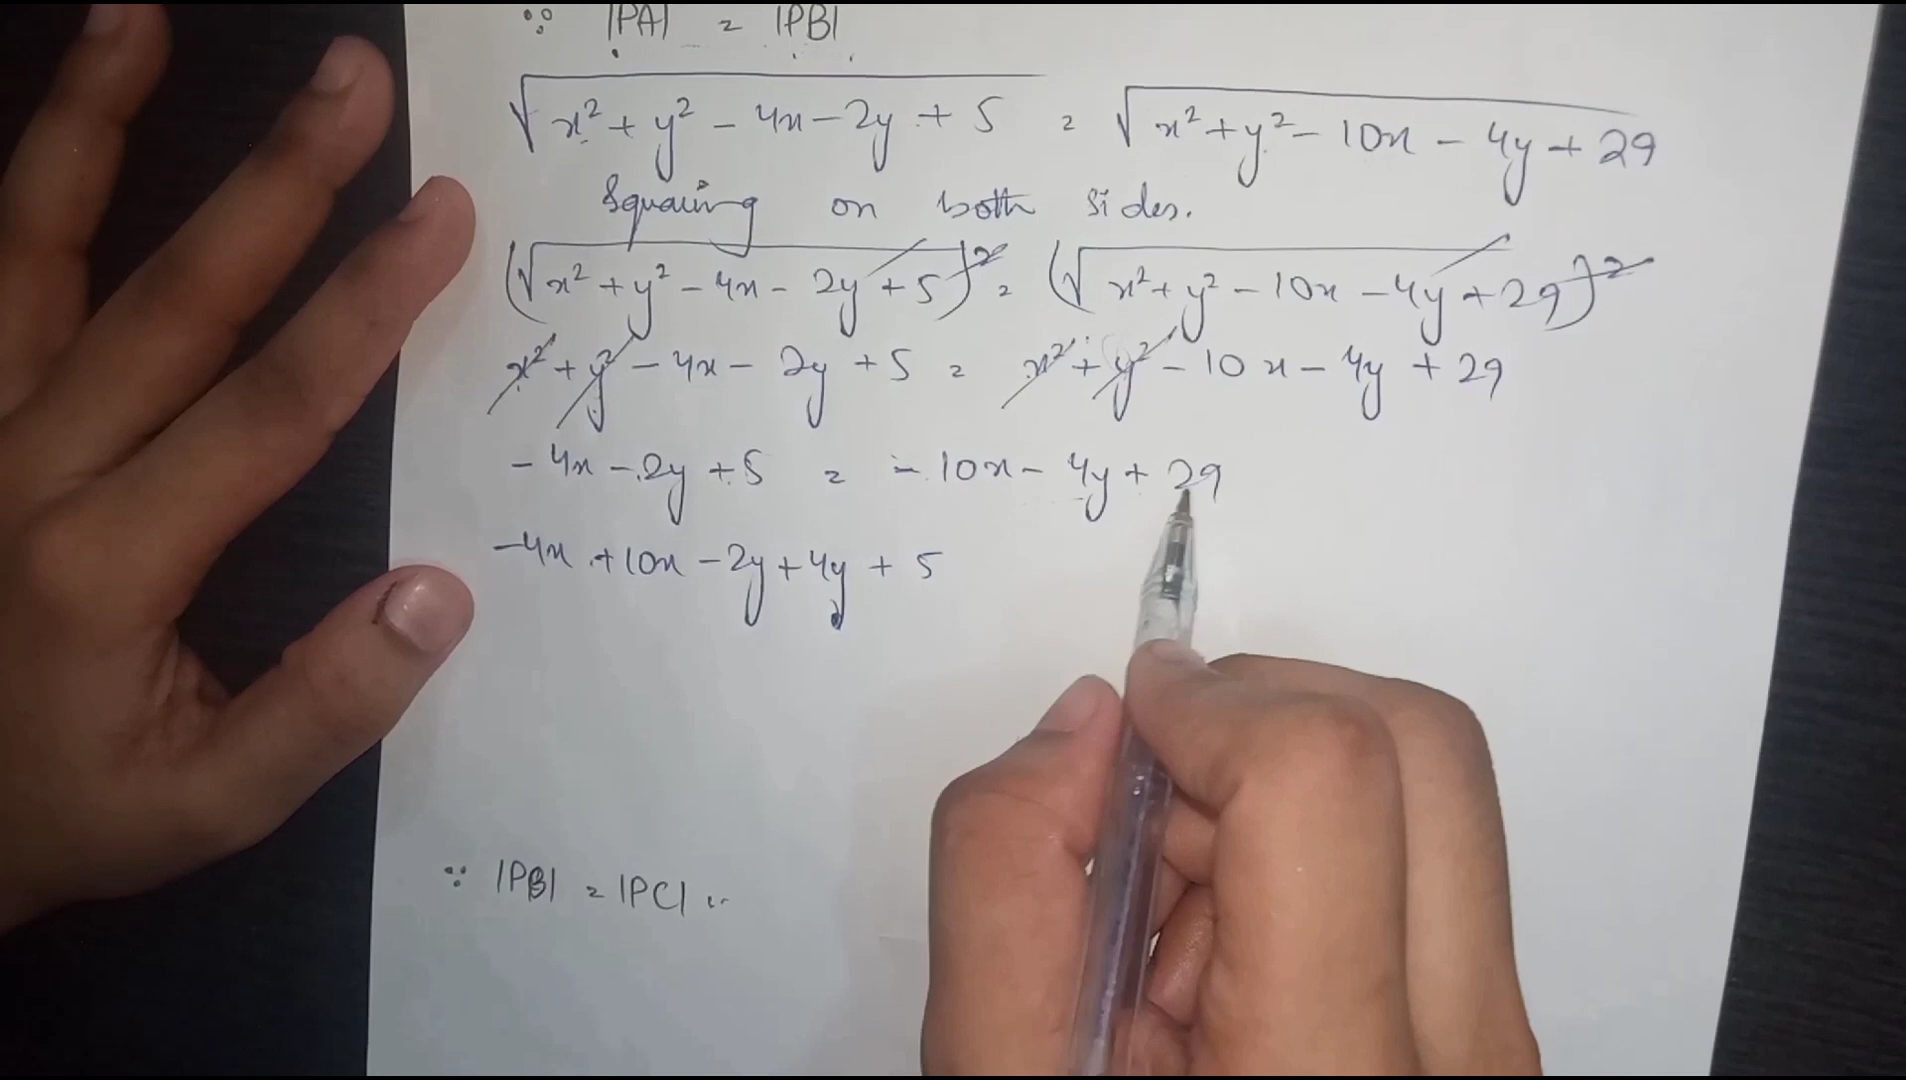 ∵ |PA| = |PB|
√x² + y² - 4x - 2y + 5 = √x² + y² - 10x - 4y + 29
Squaring on both sides.
(√x² + y² - 4x - 2y + 5)² = (√x² + y² - 10x - 4y + 29)²
x² + y² - 4x - 2y + 5 = x² + y² - 10x - 4y + 29
- 4x - 2y + 5 = - 10x - 4y + 29
-4x + 10x - 2y + 4y + 5
∵ |PB| = |PC|